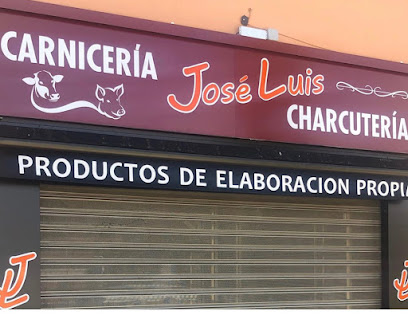 CARNICERÍA
José Luis
CHARCUTERÍA
PRODUCTOS DE ELABORACION PROPIA
J